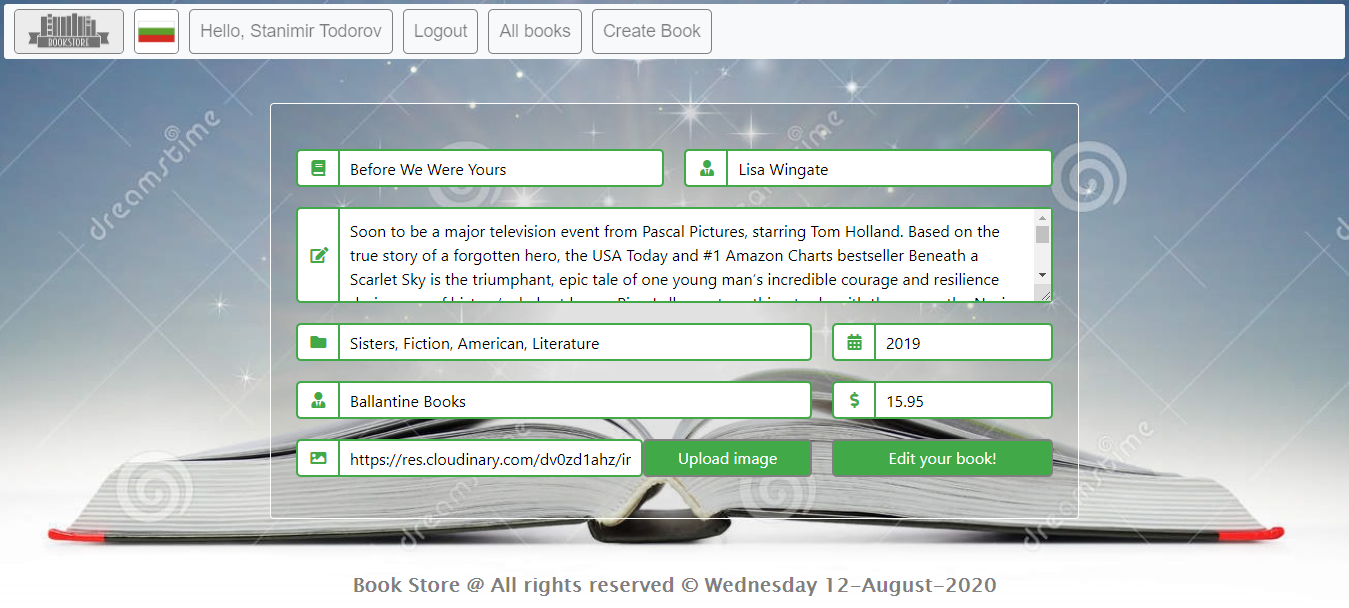 BOOKSTORE
Hello, Stanimir Todorov
Logout
All books
Create Book
dreamstime
dreamstime
dreamstime
Before We Were Yours
Lisa Wingate
Soon to be a major television event from Pascal Pictures, starring Tom Holland. Based on the
true story of a forgotten hero, the USA Today and #1 Amazon Charts bestseller Beneath a
Scarlet Sky is the triumphant, epic tale of one young man’s incredible courage and resilience
Sisters, Fiction, American, Literature
2019
Ballantine Books
$
15.95
https://res.cloudinary.com/dv0zd1ahz/ir
Upload image
Edit your book!
dreamstime
dreamstime
Book Store @ All rights reserved © Wednesday 12-August-2020